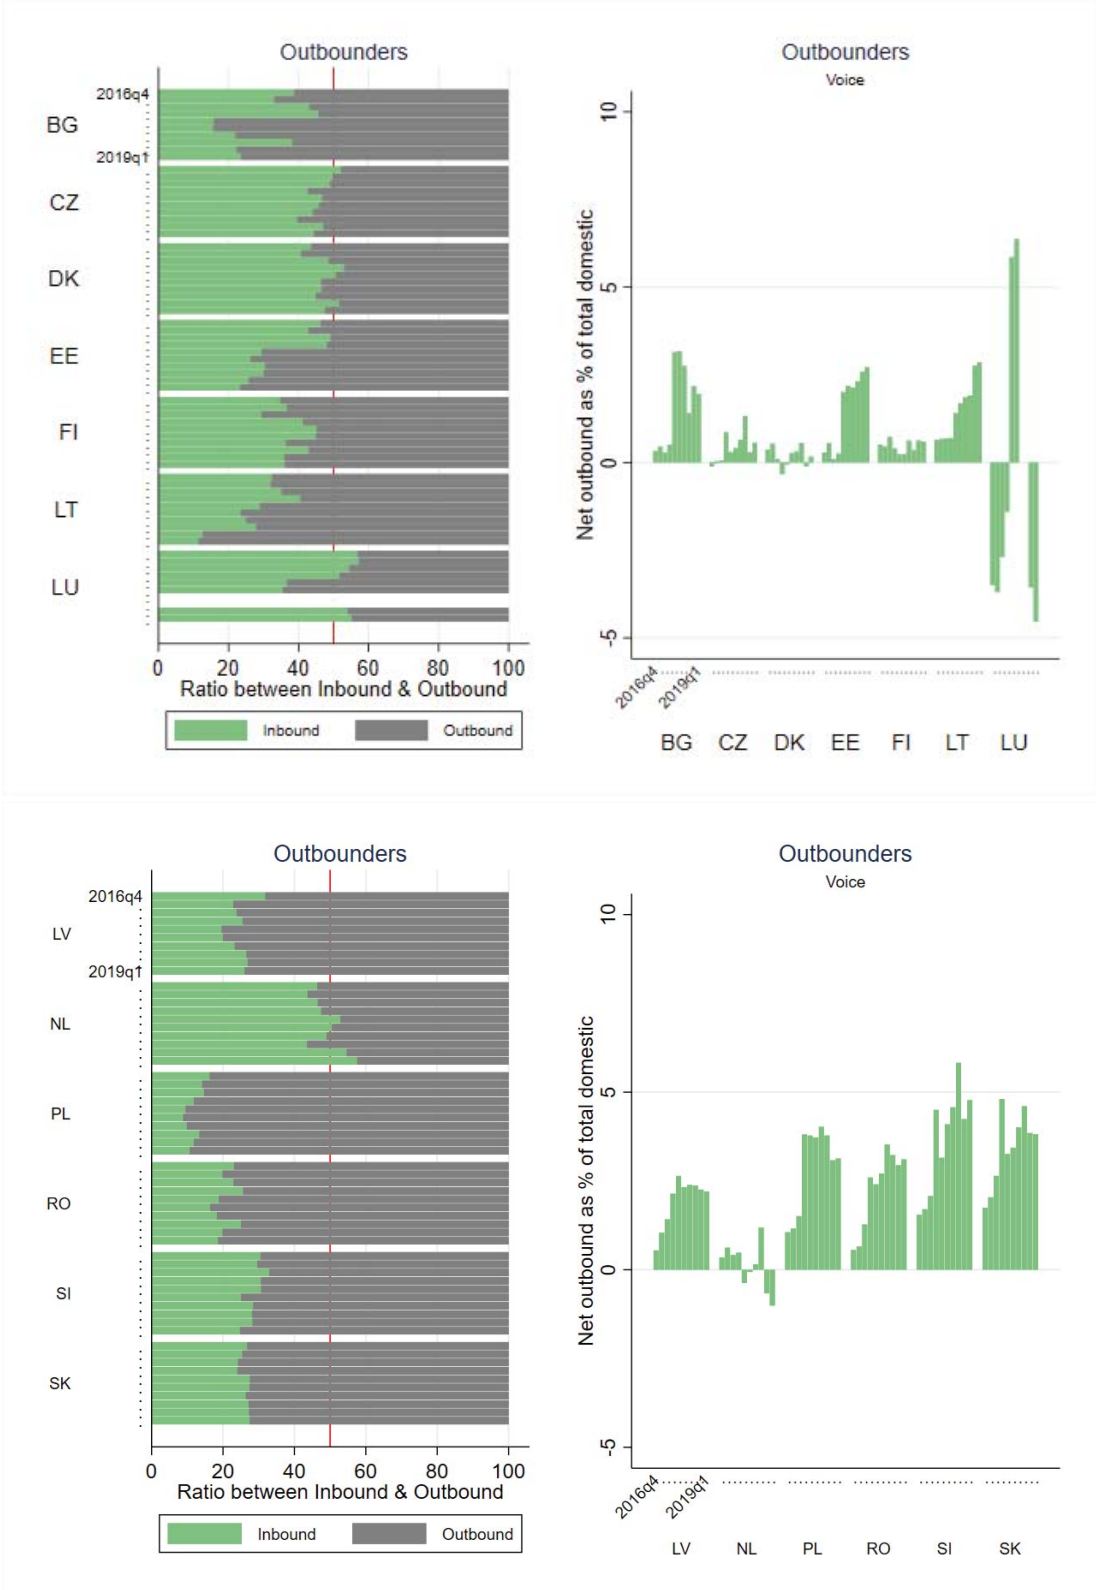 Outbounders
2016q4
BG
2019q1
CZ
DK
EE
FI
LT
LU
0 20 40 60 80 100
Ratio between Inbound & Outbound
Inbound Outbound
Outbounders
Voice
Net outbound as % of total domestic
10
5
0
-5
2016q4 2019q1
BG CZ DK EE FI LT LU
Outbounders
2016q4
LV
2019q1
NL
PL
RO
SI
SK
0 20 40 60 80 100
Ratio between Inbound & Outbound
Inbound Outbound
Outbounders
Voice
Net outbound as % of total domestic
10
5
0
-5
2016q4 2019q1
LV NL PL RO SI SK